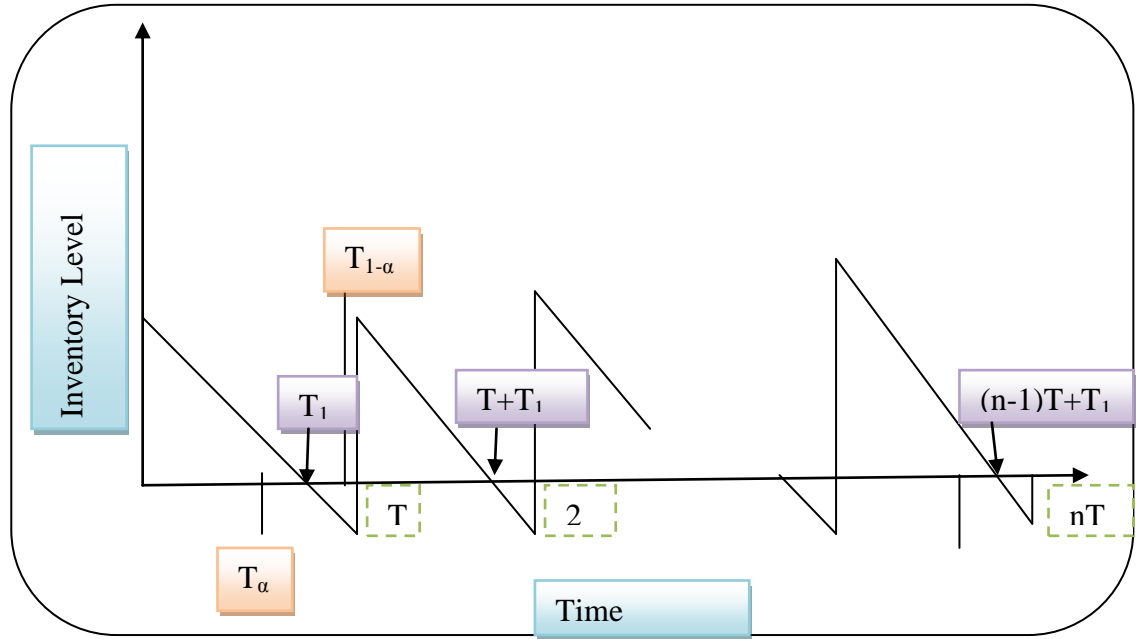 Inventory Level
T₁₋α
T₁
T+T₁
(n-1)T+T₁
T
2
nT
Tα
Time